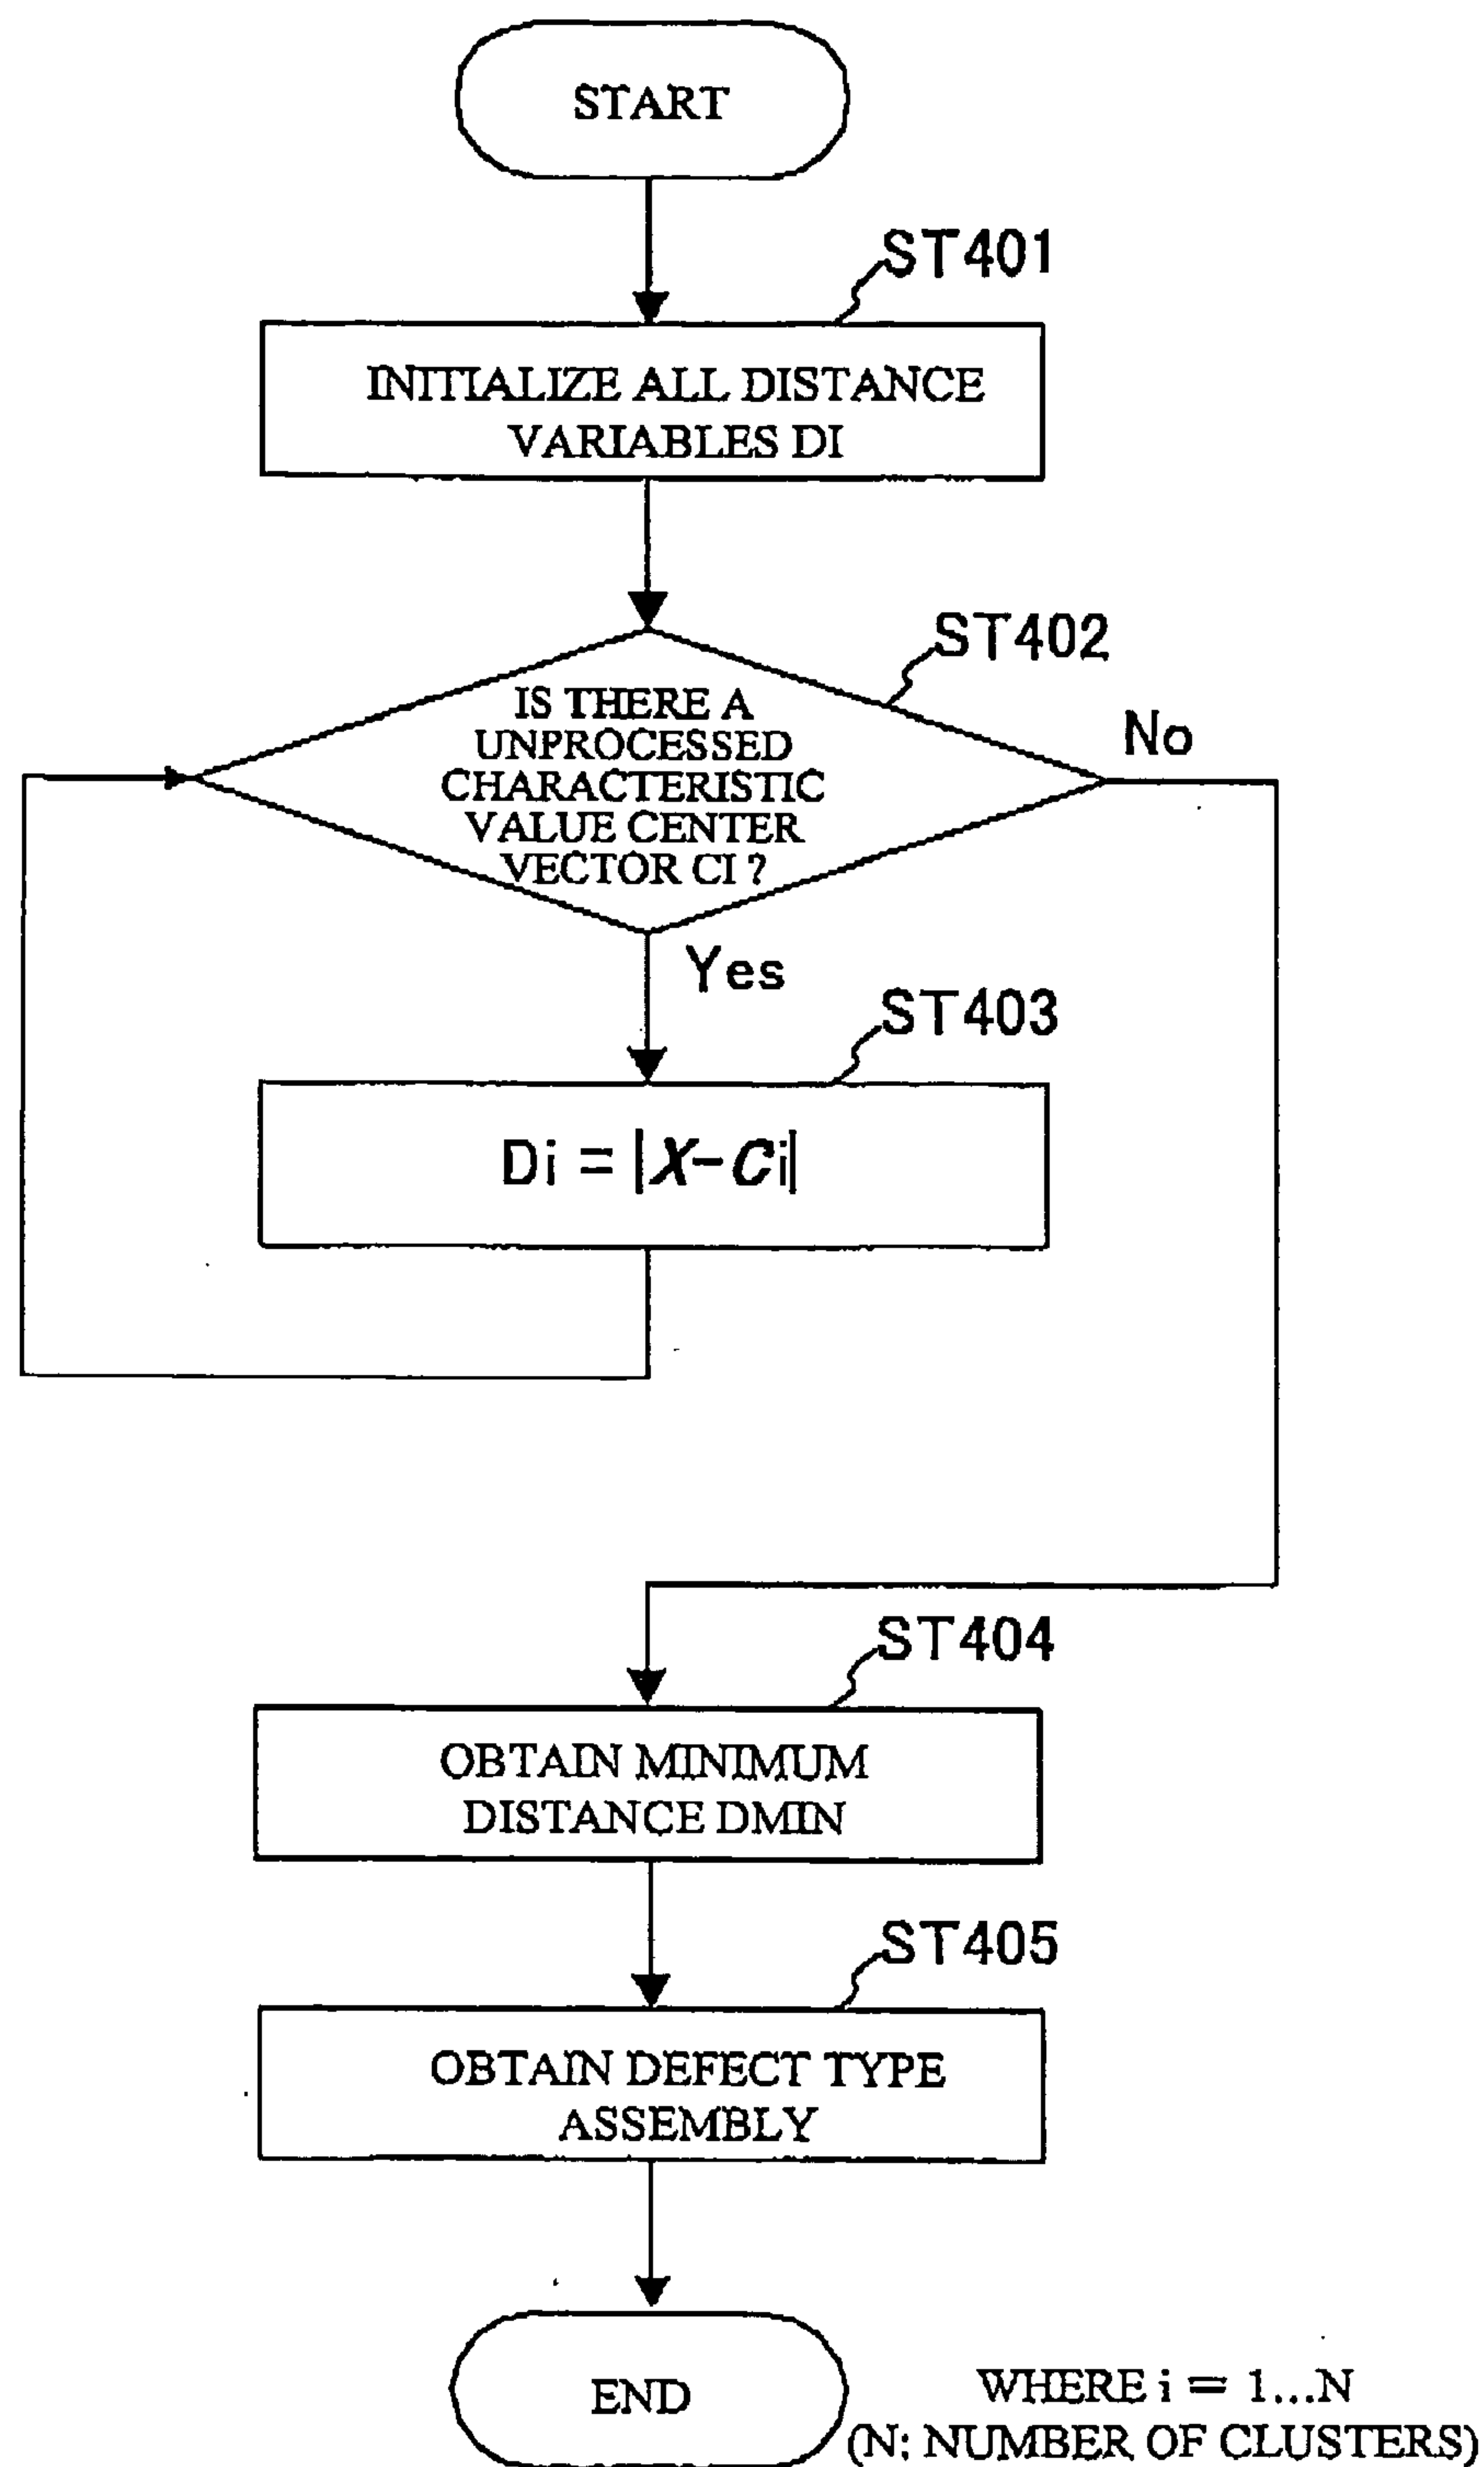 START
ST401
INITIALIZE ALL DISTANCE
VARIABLES DI
ST402
IS THERE A
UNPROCESSED
CHARACTERISTIC
VALUE CENTER
VECTOR CI ?
No
Yes
ST403
Di = |X-Ci|
ST404
OBTAIN MINIMUM
DISTANCE DMIN
ST405
OBTAIN DEFECT TYPE
ASSEMBLY
END
WHERE i = 1...N
(N; NUMBER OF CLUSTERS)